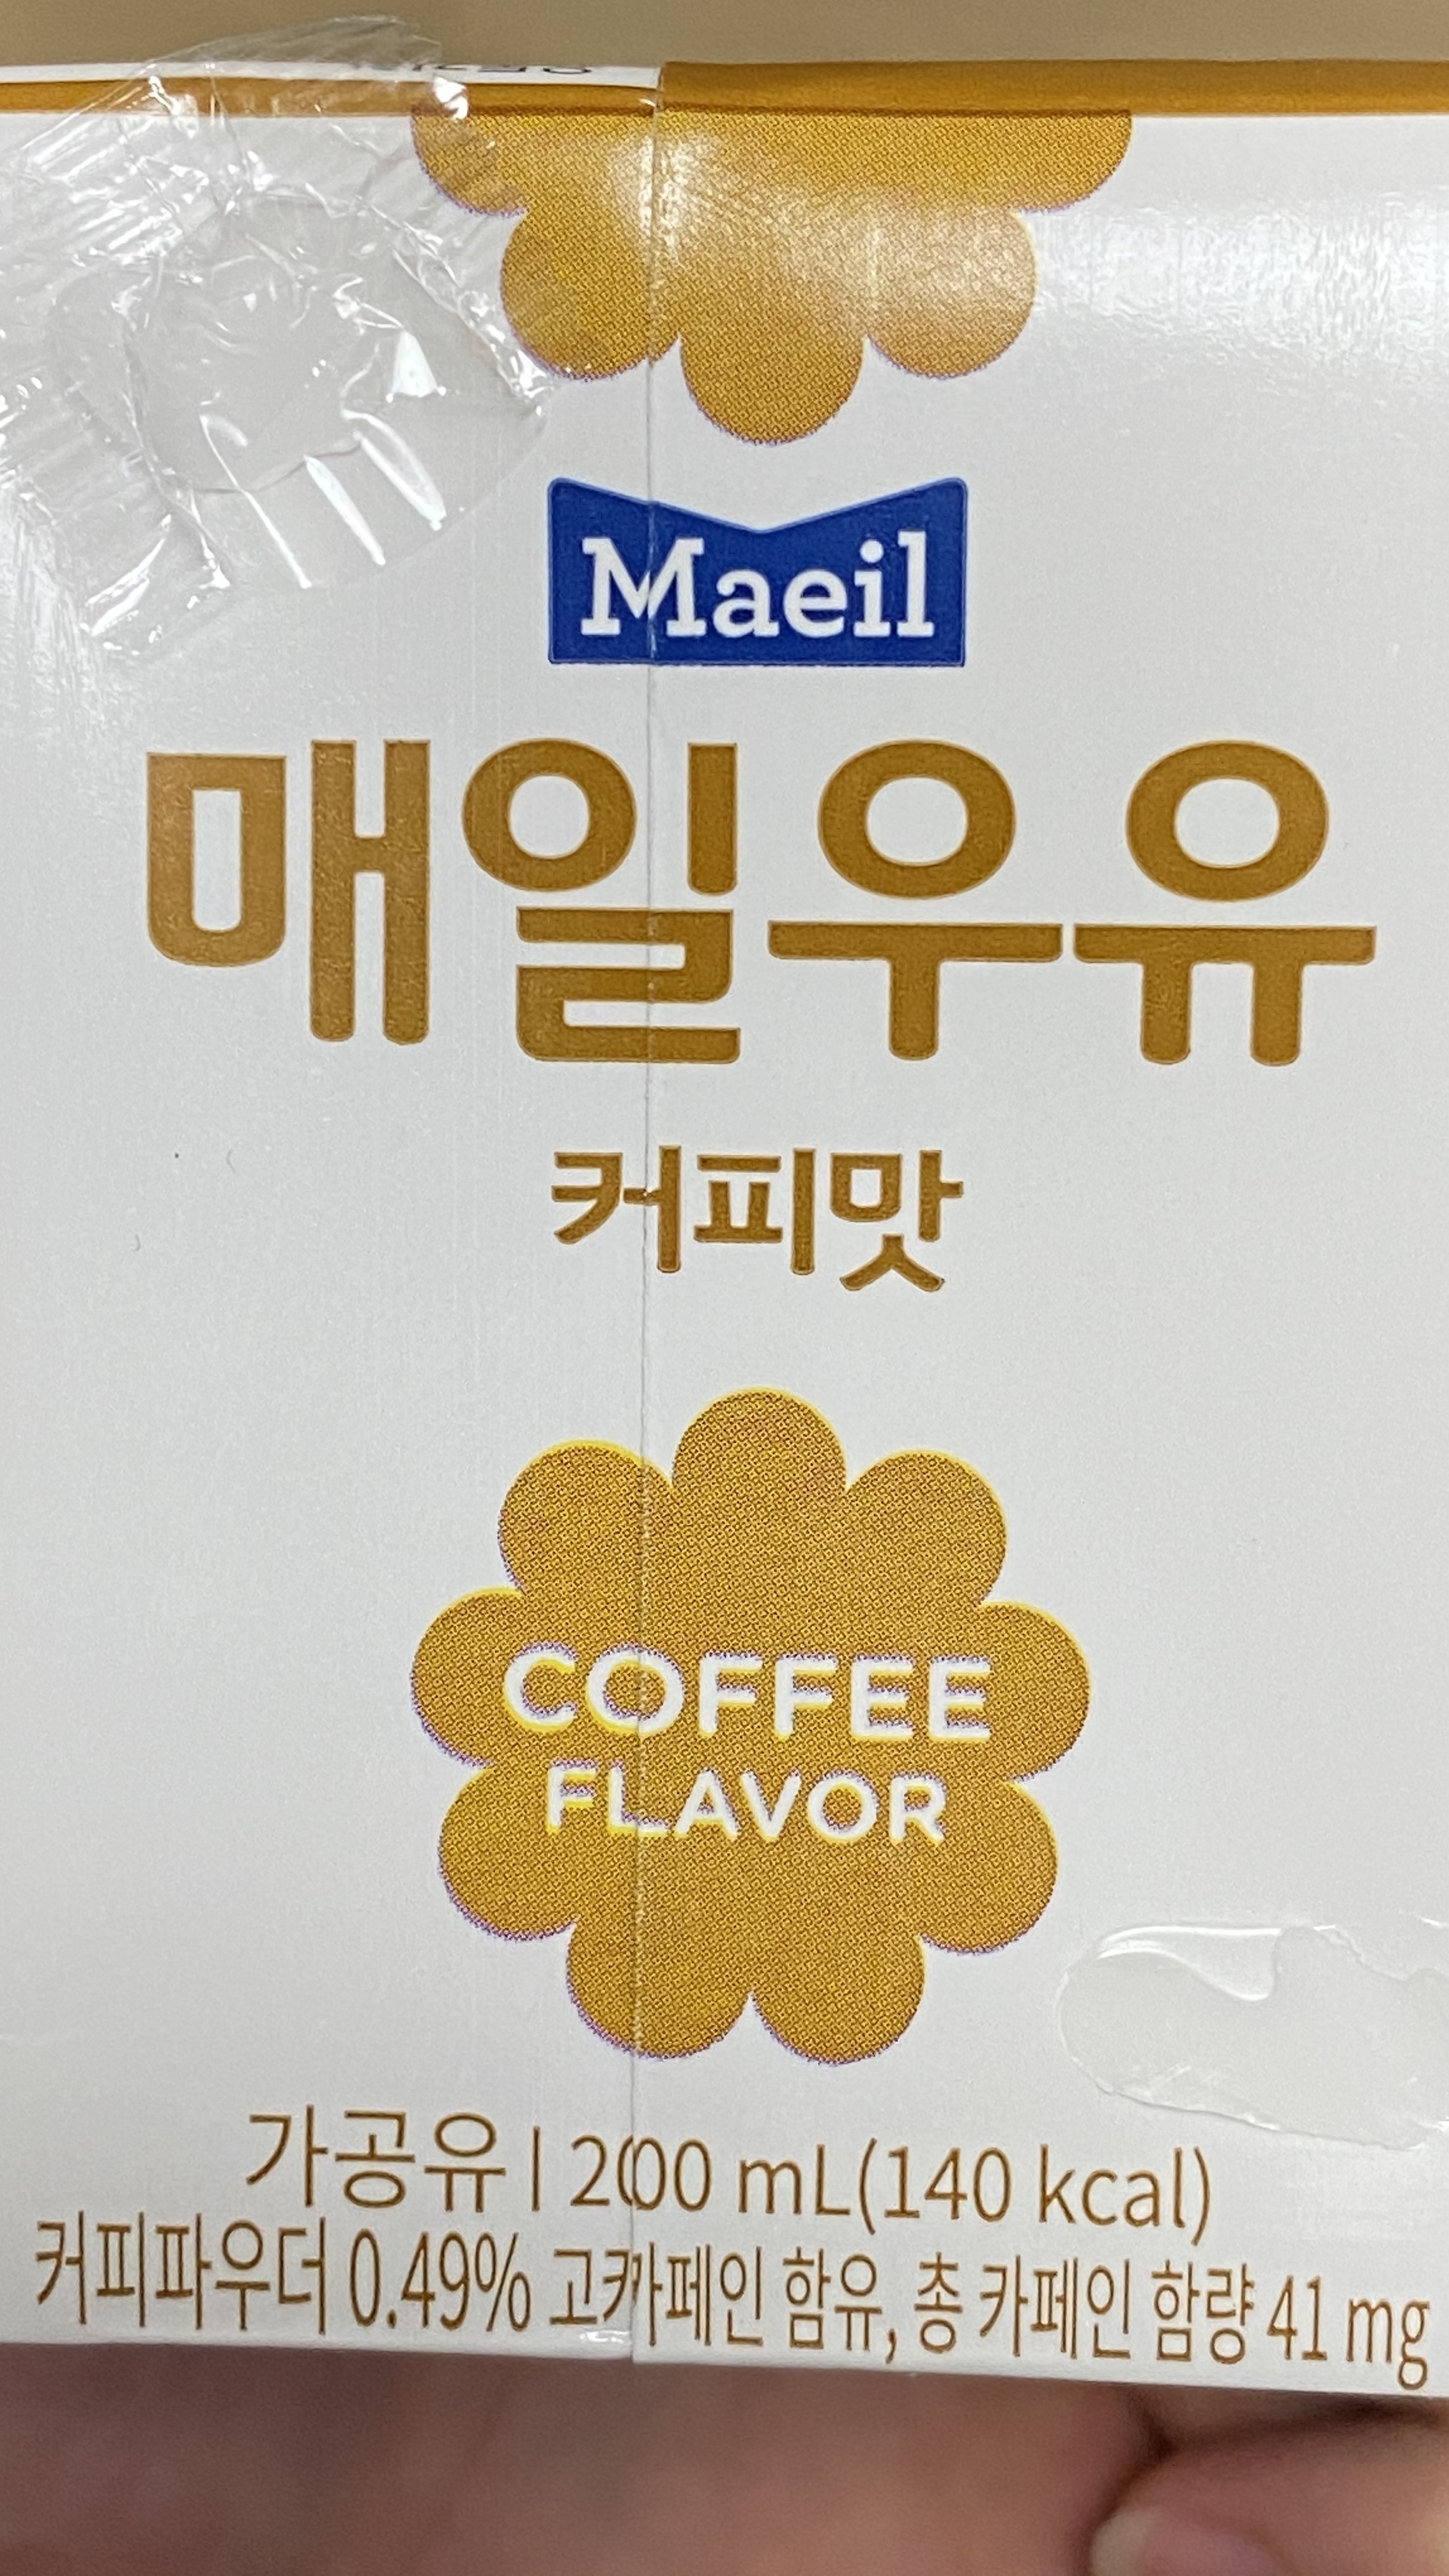 Maeil
매일우유
커피맛
COFFEE
FLAVOR
가공유 | 200 mL(140 kcal)
커피파우더 0.49% 고카페인 함유, 총 카페인 함량 41 mg